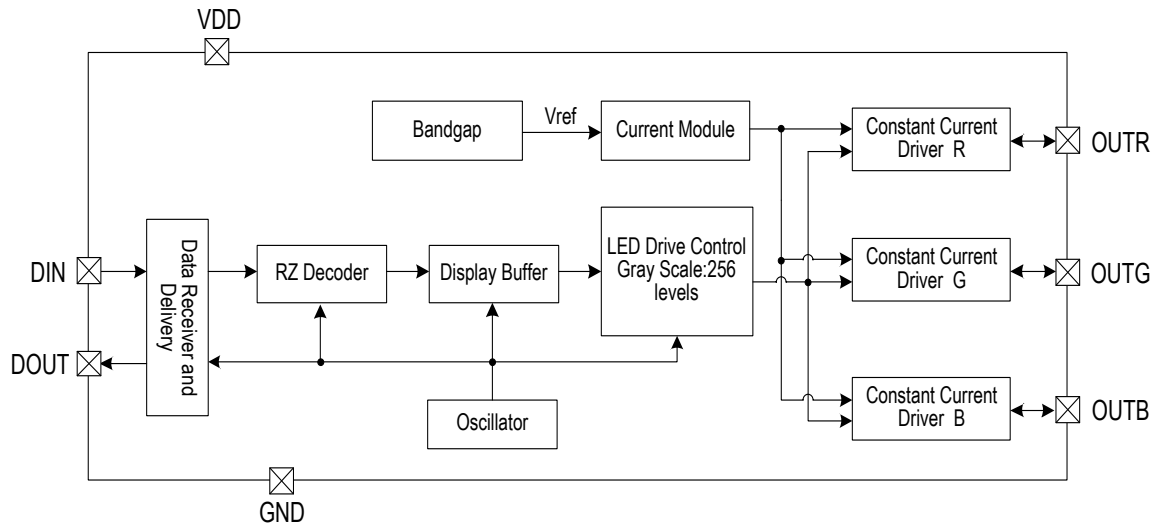 VDD
Bandgap
Vref
Current Module
Constant Current
Driver R
OUTR
DIN
Data Receiver and
Delivery
RZ Decoder
Display Buffer
LED Drive Control
Gray Scale:256
levels
Constant Current
Driver G
OUTG
DOUT
Oscillator
Constant Current
Driver B
OUTB
GND